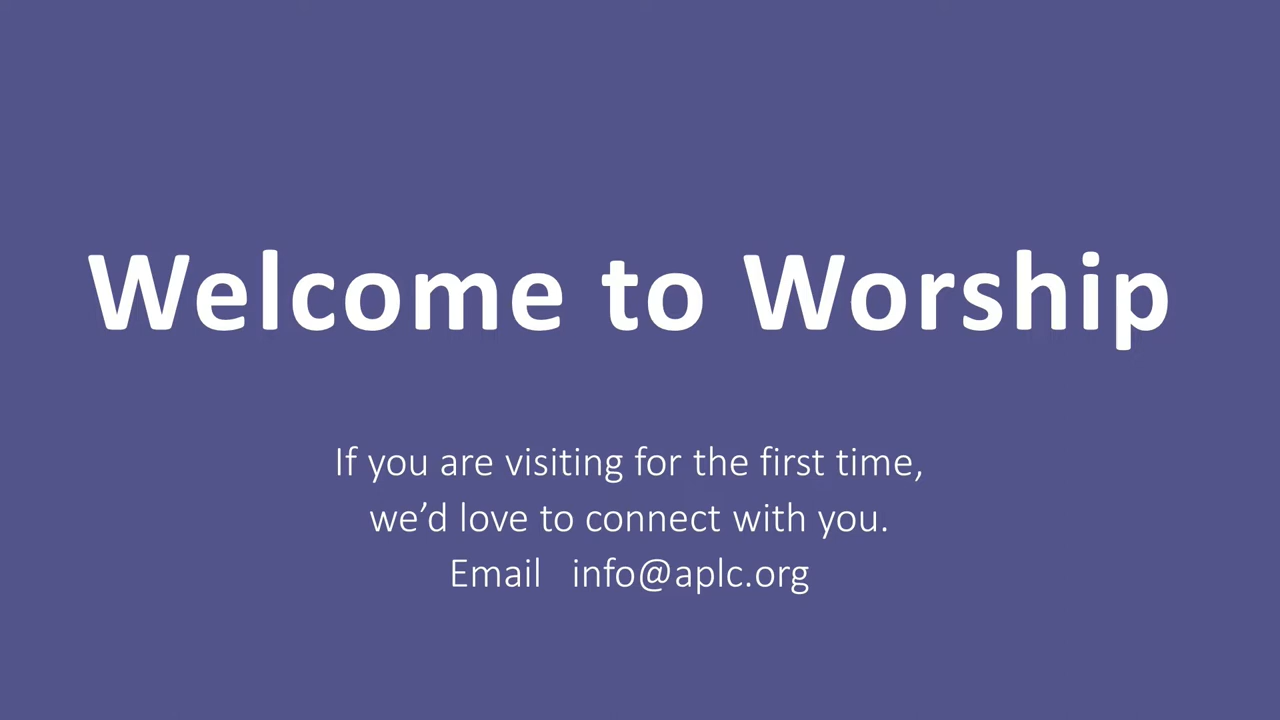 Welcome to Worship
If you are visiting for the first time,
we’d love to connect with you.
Email info@aplc.org